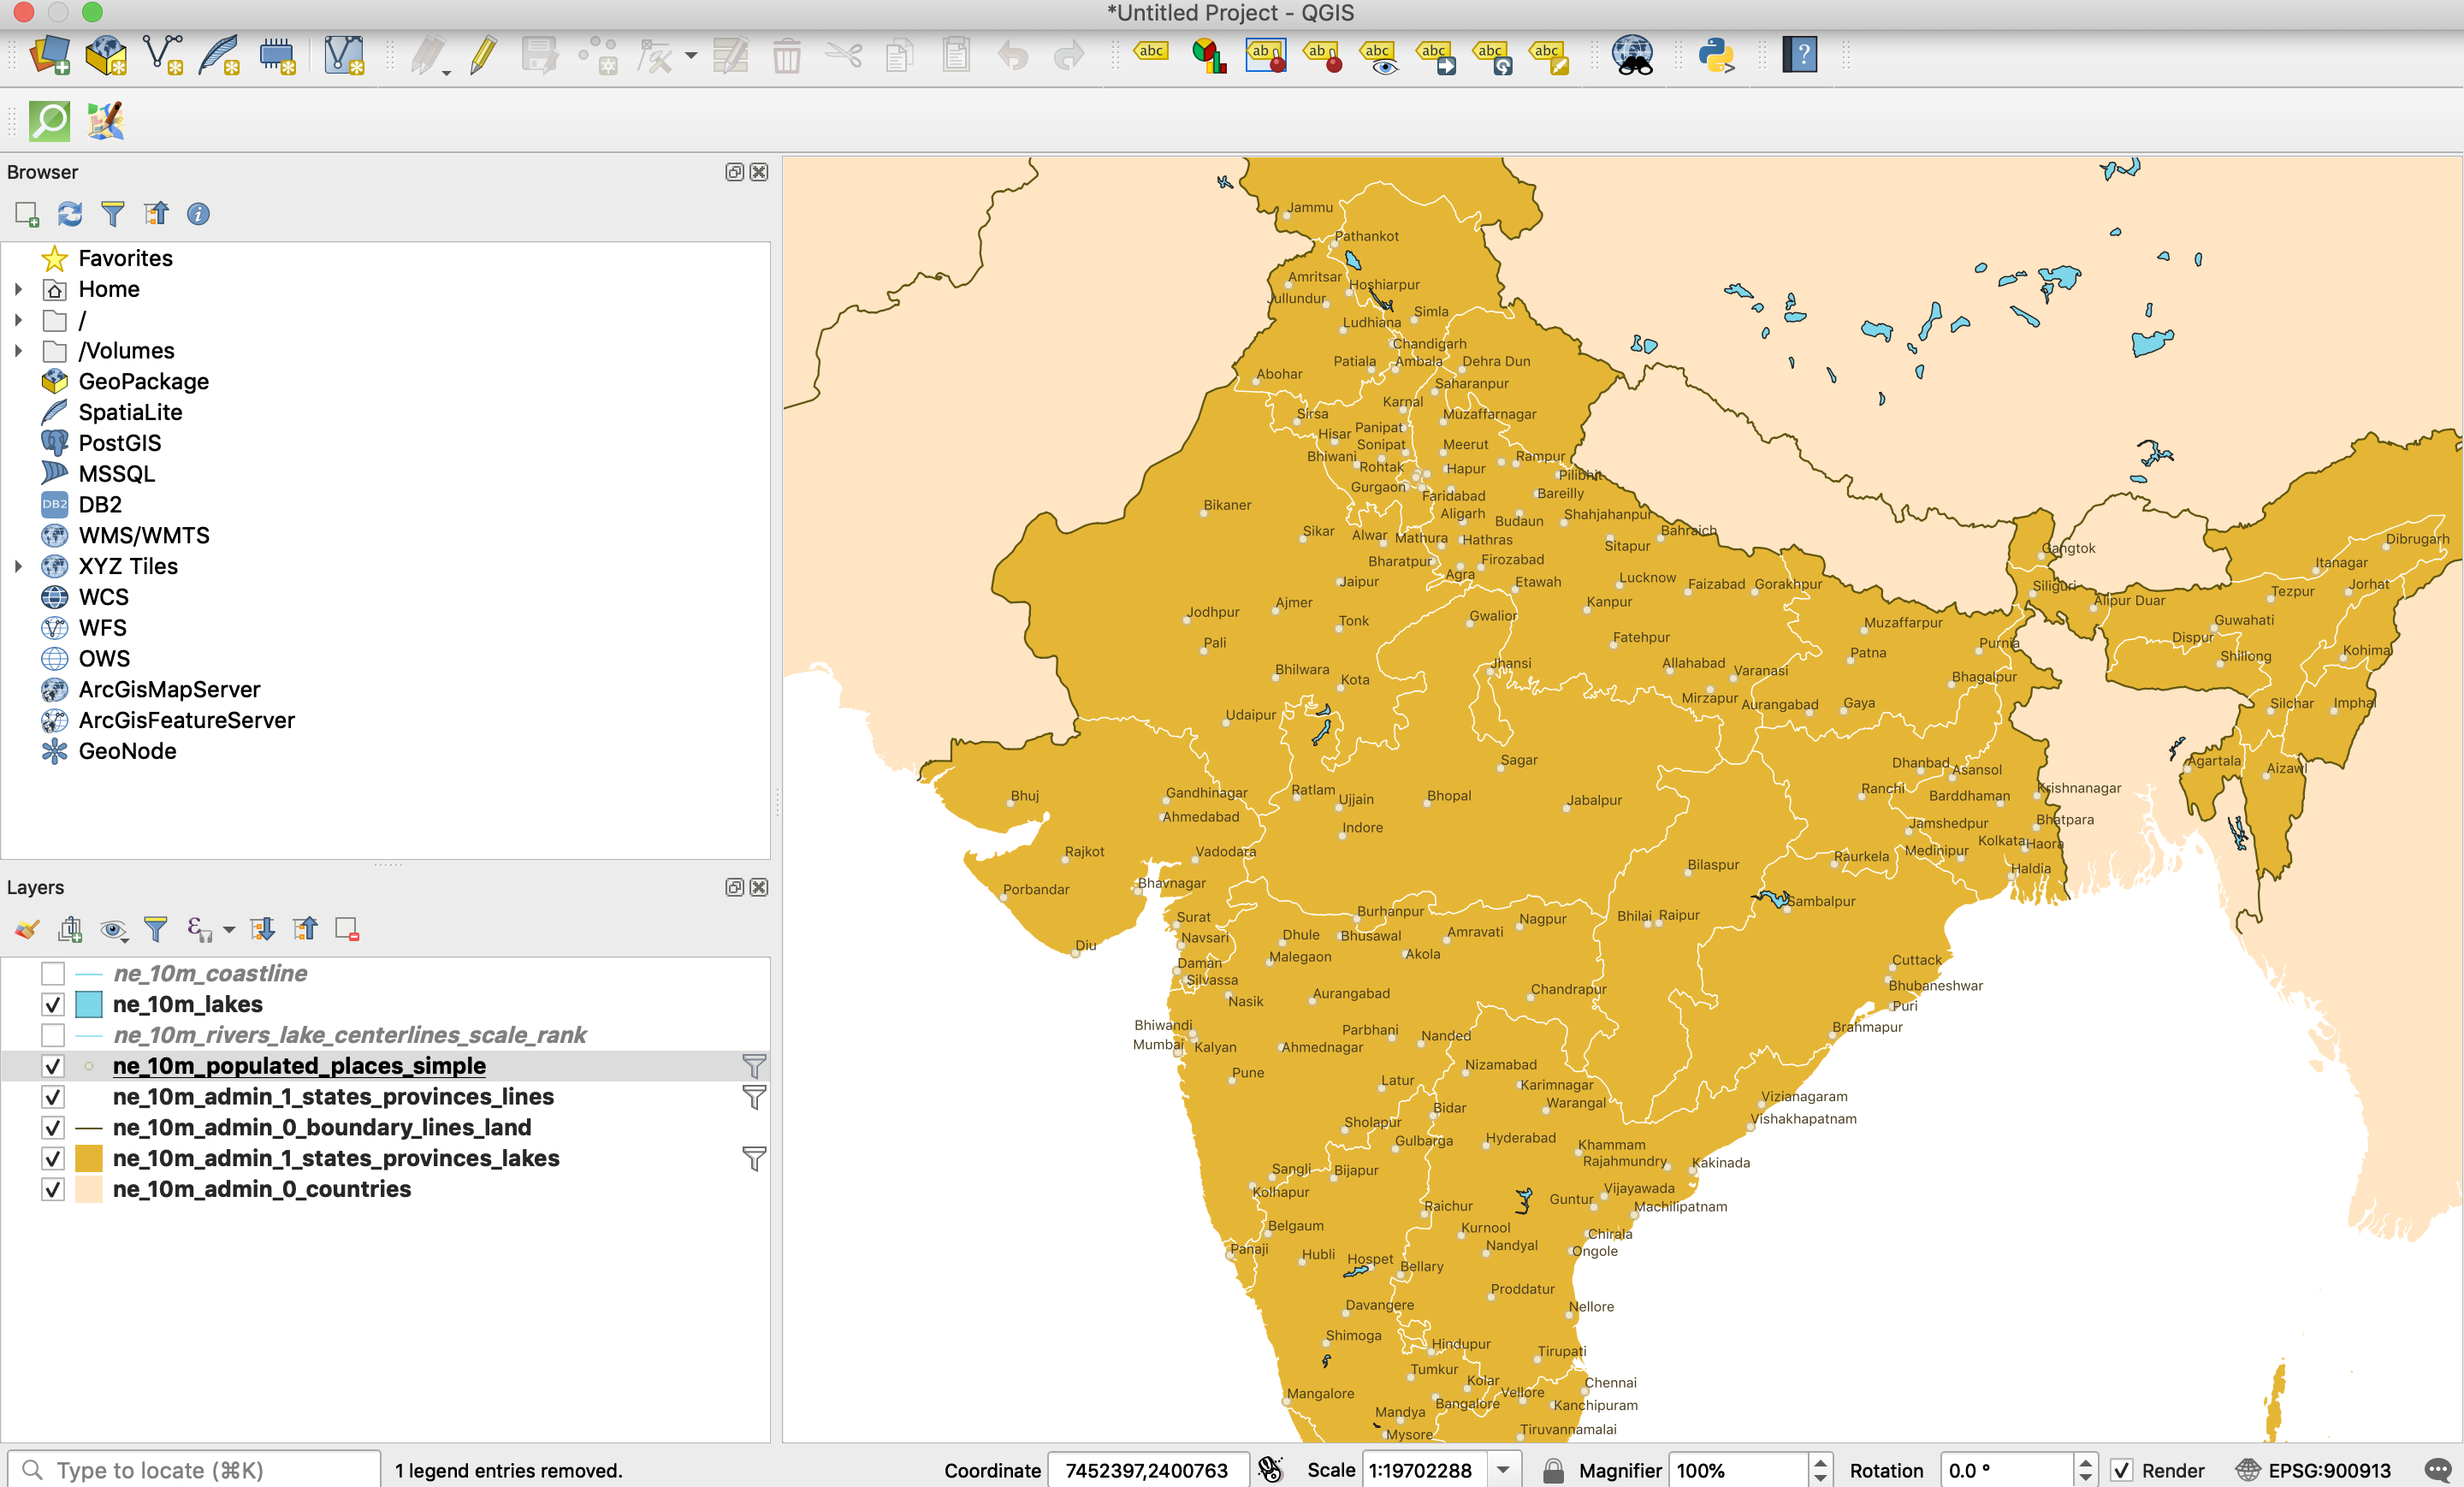 *Untitled Project - QGIS
abc
ab
ab
abc
abc
abc
abc
?
Browser
Favorites
Home
/
/Volumes
GeoPackage
SpatiaLite
PostGIS
MSSQL
DB2 DB2
WMS/WMTS
XYZ Tiles
WCS
WFS
OWS
ArcGisMapServer
ArcGisFeatureServer
GeoNode
Layers
ne_10m_coastline
ne_10m_lakes
ne_10m_rivers_lake_centerlines_scale_rank
ne_10m_populated_places_simple
ne_10m_admin_1_states_provinces_lines
ne_10m_admin_0_boundary_lines_land
ne_10m_admin_1_states_provinces_lakes
ne_10m_admin_0_countries
Jammu
Pathankot
Amritsar
Hoshiarpur
Jullundur
Simla
Ludhiana
Chandigarh
Patiala
Ambala
Dehra Dun
Abohar
Saharanpur
Karnal
Sirsa
Muzaffarnagar
Panipat
Hisar
Sonipat
Meerut
Bhiwani
Rohtak
Hapur
Rampur
Pilibhit
Gurgaon
Faridabad
Bareilly
Bikaner
Aligarh
Budaun
Shahjahanpur
Sikar
Alwar
Mathura
Hathras
Sitapur
Bahraich
Bharatpur
Firozabad
Jaipur
Agra
Etawah
Lucknow
Faizabad
Gorakhpur
Gangtok
Dibrugarh
Itanagar
Siliguri
Jorhat
Alipur Duar
Tezpur
Jodhpur
Ajmer
Tonk
Gwalior
Kanpur
Muzaffarpur
Guwahati
Pali
Fatehpur
Dispur
Patna
Purnia
Shillong
Kohima
Bhilwara
Kota
Jhansi
Allahabad
Varanasi
Bhagalpur
Mirzapur
Aurangabad
Gaya
Silchar
Imphal
Udaipur
Sagar
Dhanbad
Asansol
Agartala
Aizawl
Bhuj
Gandhinagar
Ratlam
Ujjain
Bhopal
Jabalpur
Ranchi
Barddhaman
Krishnanagar
Ahmedabad
Indore
Jamshedpur
Bhatpara
Rajkot
Vadodara
Bilaspur
Raurkela
Medinipur
Kolkata
Haora
Porbandar
Bhavnagar
Haldia
Sambalpur
Surat
Burhanpur
Nagpur
Bhilai
Raipur
Navsari
Dhule
Bhusawal
Amravati
Diu
Malegaon
Akola
Daman
Silvassa
Cuttack
Nasik
Aurangabad
Chandrapur
Bhubaneshwar
Puri
Bhiwandi
Parbhani
Nanded
Brahmapur
Mumbai
Kalyan
Ahmednagar
Pune
Nizamabad
Latur
Karimnagar
Bidar
Warangal
Vizianagaram
Sholapur
Vishakhapatnam
Gulbarga
Hyderabad
Khammam
Rajahmundry
Kakinada
Sangli
Bijapur
Kolhapur
Vijayawada
Guntur
Raichur
Machilipatnam
Belgaum
Kurnool
Chirala
Panaji
Hubli
Hospet
Nandyal
Ongole
Bellary
Proddatur
Davangere
Nellore
Shimoga
Hindupur
Tirupati
Tumkur
Kolar
Chennai
Mangalore
Vellore
Bangalore
Kanchipuram
Mandya
Mysore
Tiruvannamalai
Type to locate (⌘K)
1 legend entries removed.
Coordinate 7452397,2400763
Scale 1:19702288
Magnifier 100%
Rotation 0.0 °
Render
EPSG:900913